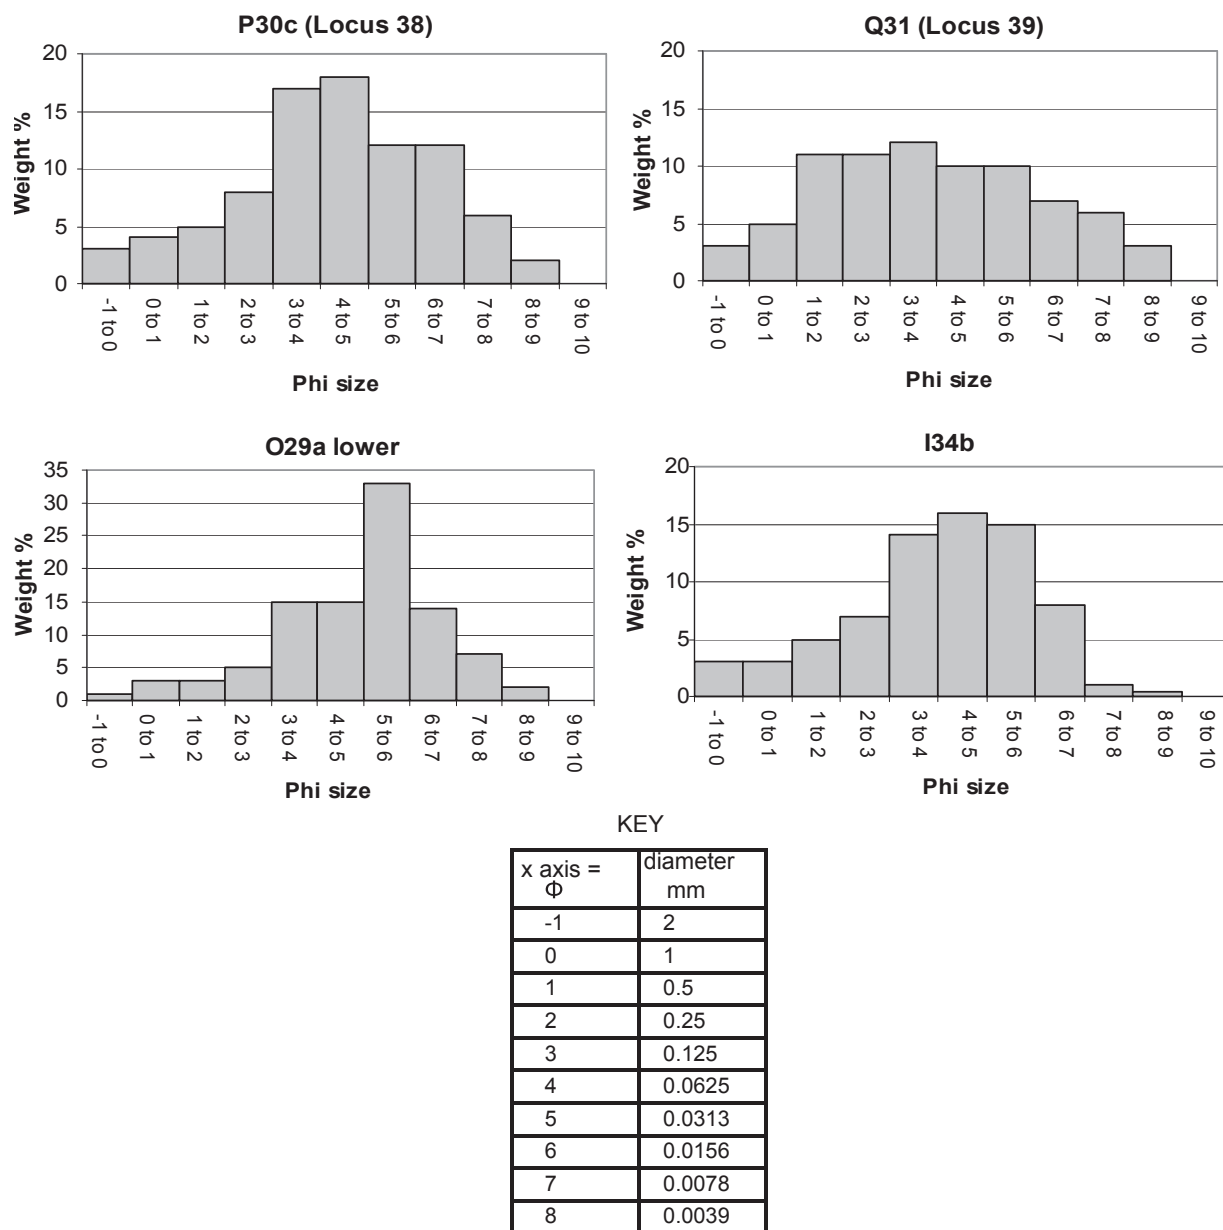 P30c (Locus 38)
Weight %
20
15
10
5
0
-1 to 0
0 to 1
1 to 2
2 to 3
3 to 4
4 to 5
5 to 6
6 to 7
7 to 8
8 to 9
9 to 10
Phi size
Q31 (Locus 39)
Weight %
20
15
10
5
0
-1 to 0
0 to 1
1 to 2
2 to 3
3 to 4
4 to 5
5 to 6
6 to 7
7 to 8
8 to 9
9 to 10
Phi size
O29a lower
Weight %
35
30
25
20
15
10
5
0
-1 to 0
0 to 1
1 to 2
2 to 3
3 to 4
4 to 5
5 to 6
6 to 7
7 to 8
8 to 9
9 to 10
Phi size
I34b
Weight %
20
15
10
5
0
-1 to 0
0 to 1
1 to 2
2 to 3
3 to 4
4 to 5
5 to 6
6 to 7
7 to 8
8 to 9
9 to 10
Phi size
KEY
x axis = Φ diameter mm
-1 2
0 1
1 0.5
2 0.25
3 0.125
4 0.0625
5 0.0313
6 0.0156
7 0.0078
8 0.0039